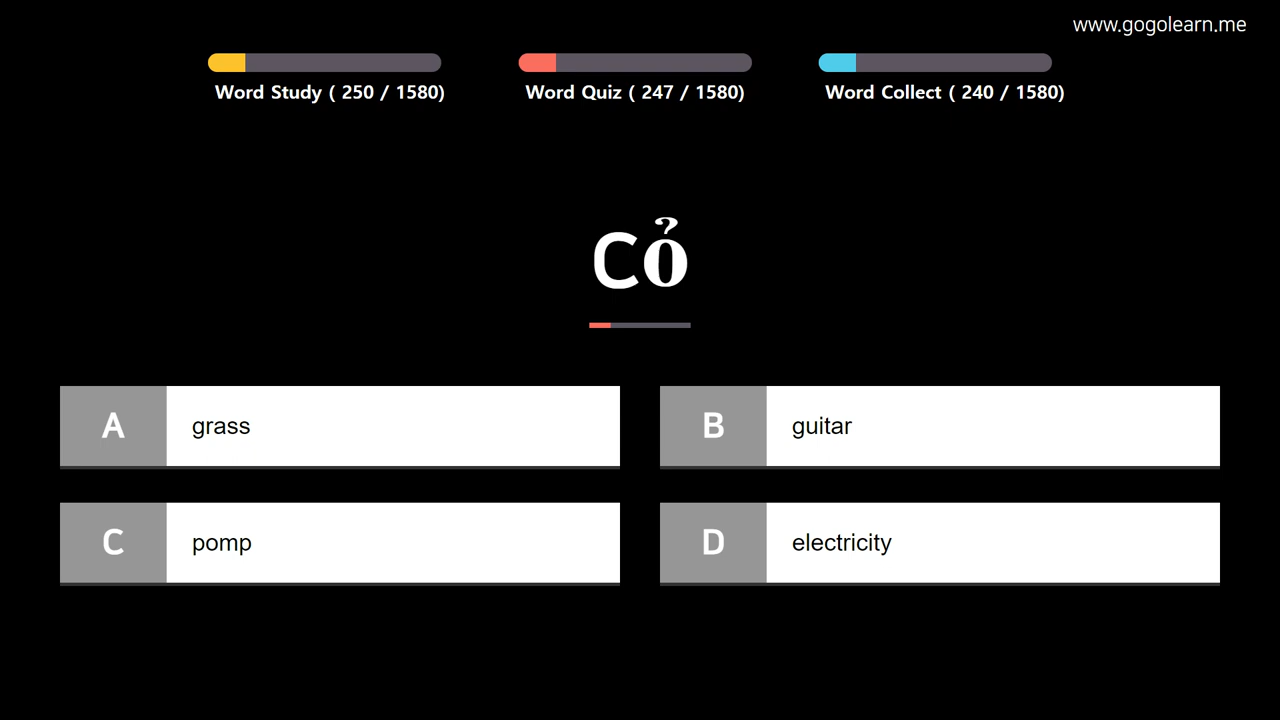 www.gogolearn.me
Word Study ( 250 / 1580)
Word Quiz ( 247 / 1580)
Word Collect ( 240 / 1580)
Cỏ
A grass
B guitar
C pomp
D electricity